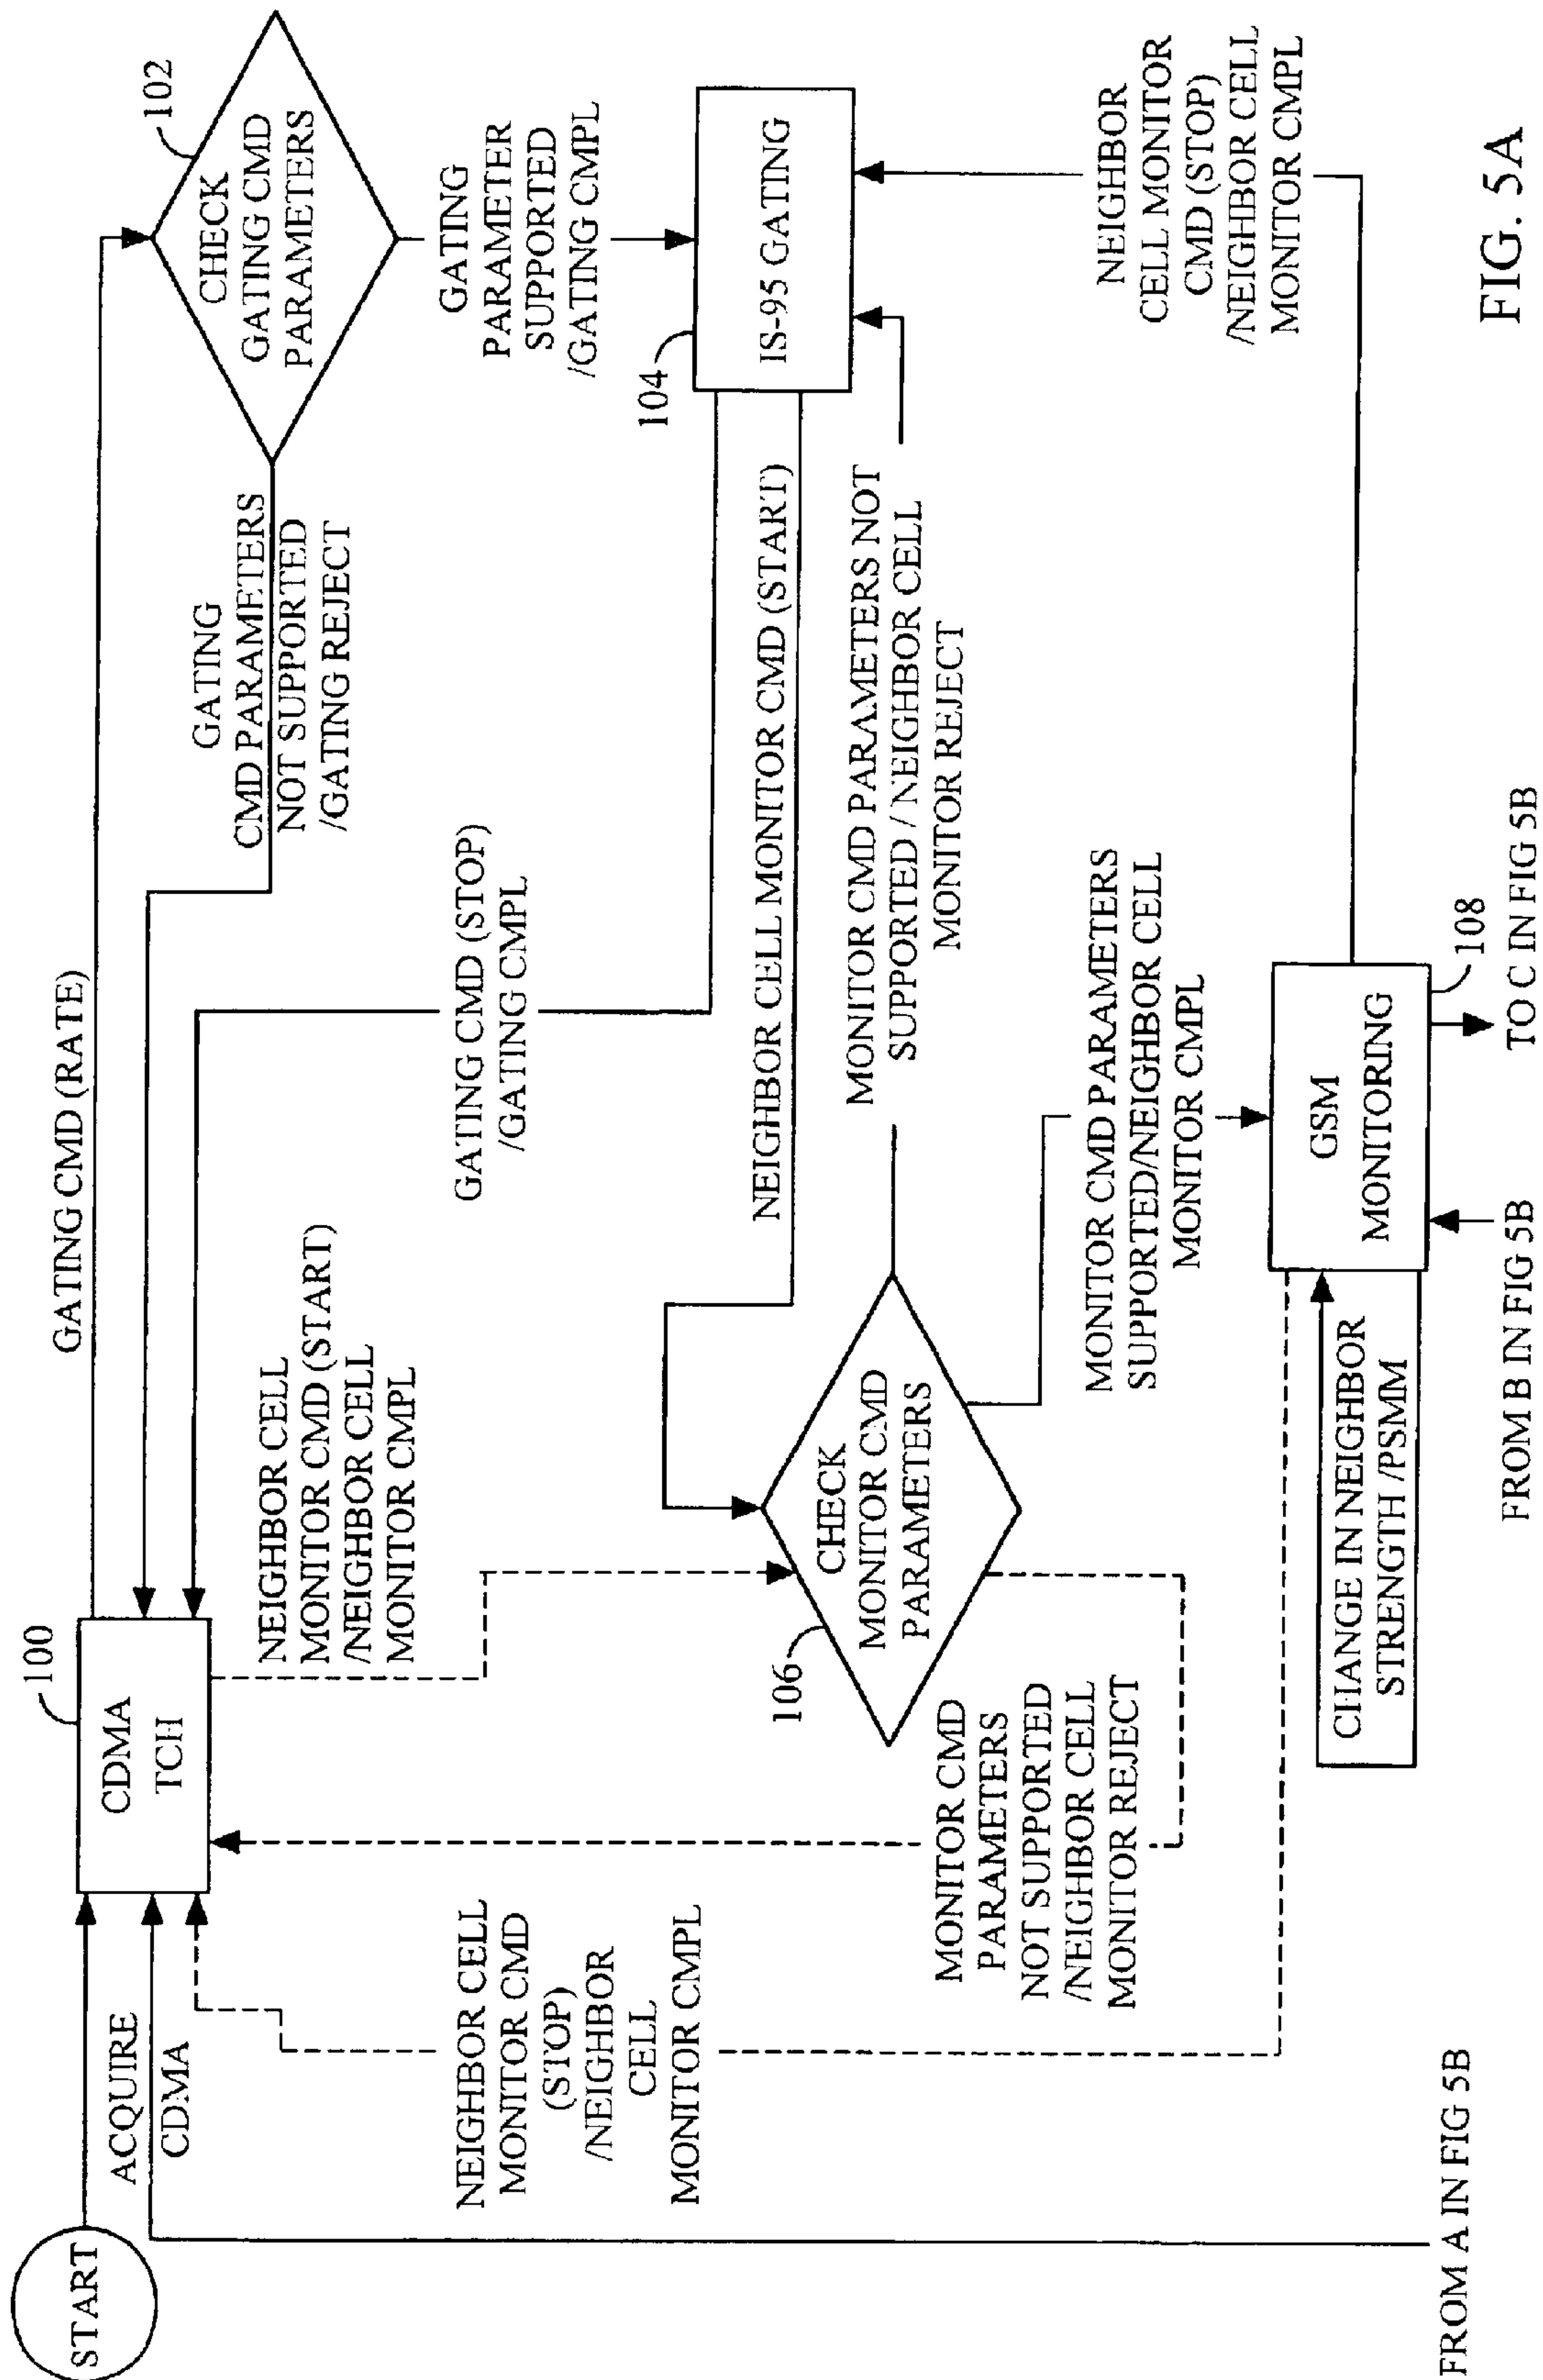 START
ACQUIRE
CDMA
100
CDMA
TCH
GATING CMD (RATE)
102
CHECK
GATING CMD
PARAMETERS
GATING
CMD PARAMETERS
NOT SUPPORTED
/GATING REJECT
GATING
PARAMETER
SUPPORTED
/GATING CMPL
NEIGHBOR CELL
MONITOR CMD (START)
/NEIGHBOR CELL
MONITOR CMPL
GATING CMD (STOP)
/GATING CMPL
104
IS-95 GATING
NEIGHBOR CELL
MONITOR CMD
(STOP)
/NEIGHBOR
CELL
MONITOR CMPL
NEIGHBOR CELL MONITOR CMD (START)
106
CHECK
MONITOR CMD
PARAMETERS
MONITOR CMD PARAMETERS NOT
SUPPORTED / NEIGHBOR CELL
MONITOR REJECT
MONITOR CMD
PARAMETERS
NOT SUPPORTED
/NEIGHBOR CELL
MONITOR REJECT
MONITOR CMD PARAMETERS
SUPPORTED/NEIGHBOR CELL
MONITOR CMPL
NEIGHBOR
CELL MONITOR
CMD (STOP)
/NEIGHBOR CELL
MONITOR CMPL
CHANGE IN NEIGHBOR
STRENGTH /PSMM
GSM
MONITORING
108
FROM A IN FIG 5B
FROM B IN FIG 5B
TO C IN FIG 5B
FIG. 5A